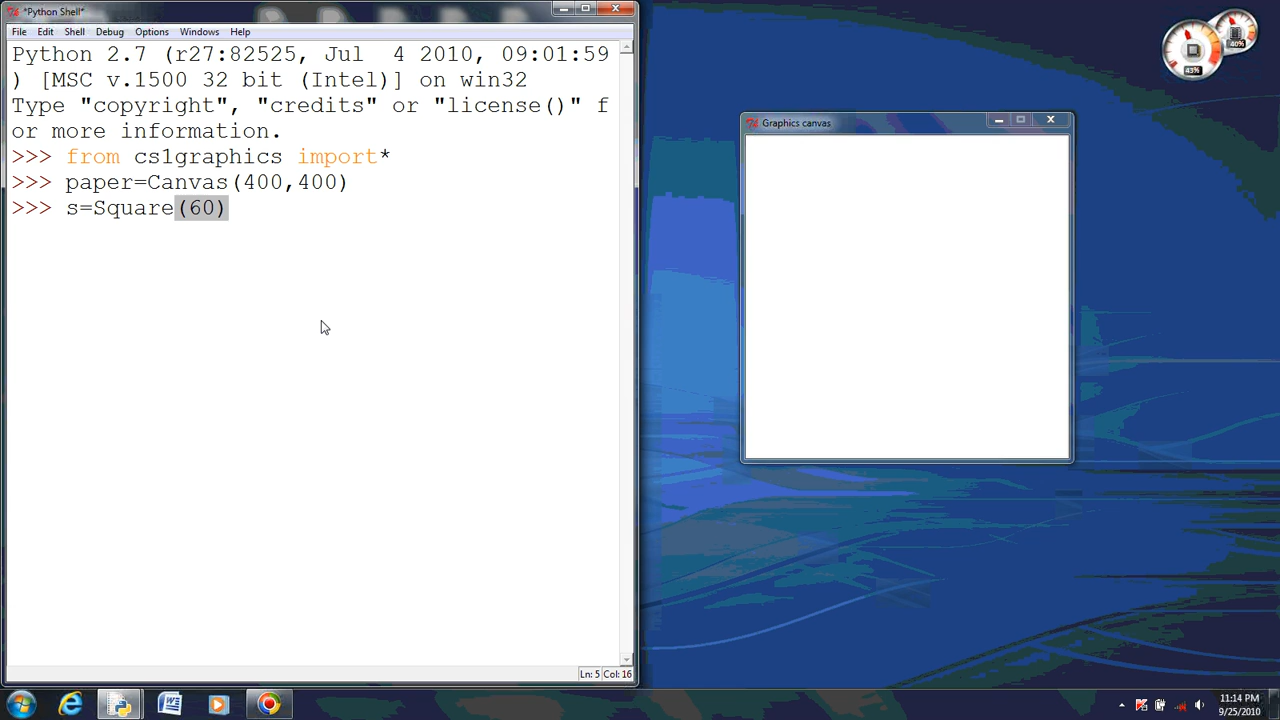 *Python Shell*
File Edit Shell Debug Options Windows Help
Python 2.7 (r27:82525, Jul  4 2010, 09:01:59
) [MSC v.1500 32 bit (Intel)] on win32
Type "copyright", "credits" or "license()" f
or more information.
>>> from cs1graphics import*
>>> paper=Canvas(400,400)
>>> s=Square(60)
Ln: 5 Col: 16
Graphics canvas
43%
40%
11:14 PM
9/25/2010